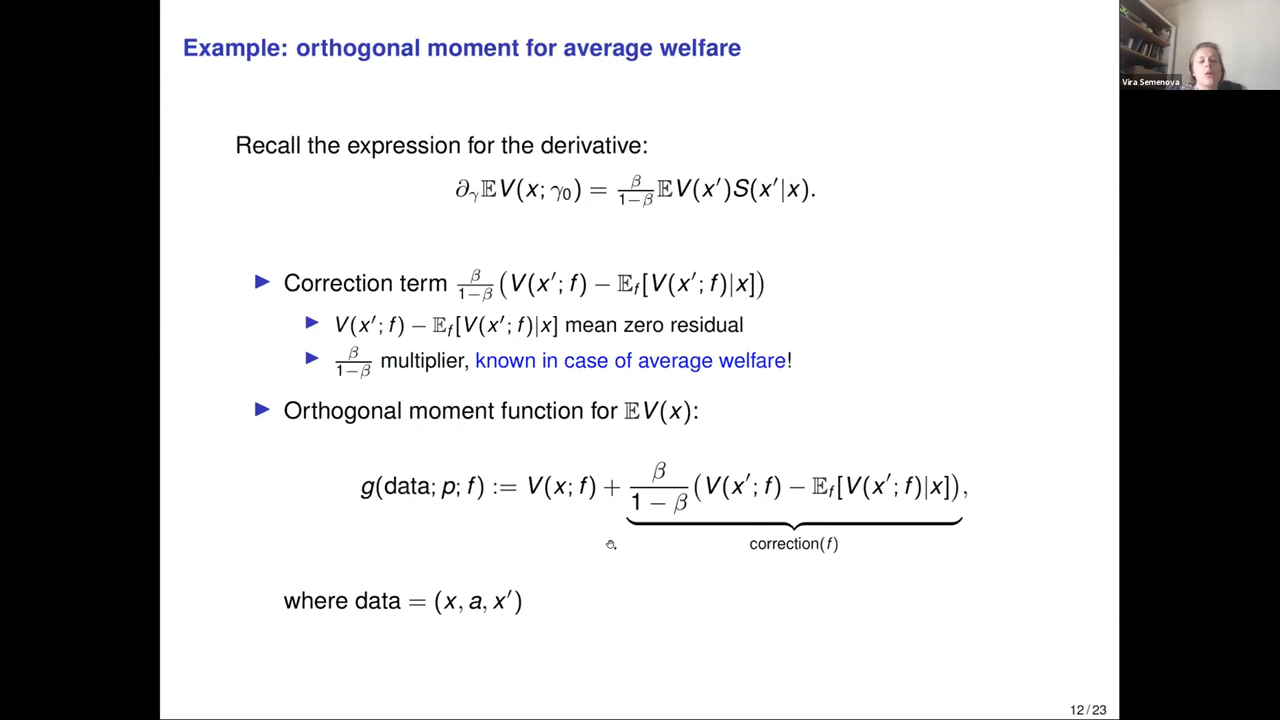 Example: orthogonal moment for average welfare
Vira Semenova
Recall the expression for the derivative:
∂γ𝔼V(x; γ₀) = β/(1−β) 𝔼V(x′)S(x′|x).
▶ Correction term β/(1−β) (V(x′; f) − 𝔼_f[V(x′; f)|x])
▶ V(x′; f) − 𝔼_f[V(x′; f)|x] mean zero residual
▶ β/(1−β) multiplier, known in case of average welfare!
▶ Orthogonal moment function for 𝔼V(x):
g(data; p; f) := V(x; f) + β/(1−β) (V(x′; f) − 𝔼_f[V(x′; f)|x]),
correction(f)
where data = (x, a, x′)
12 / 23